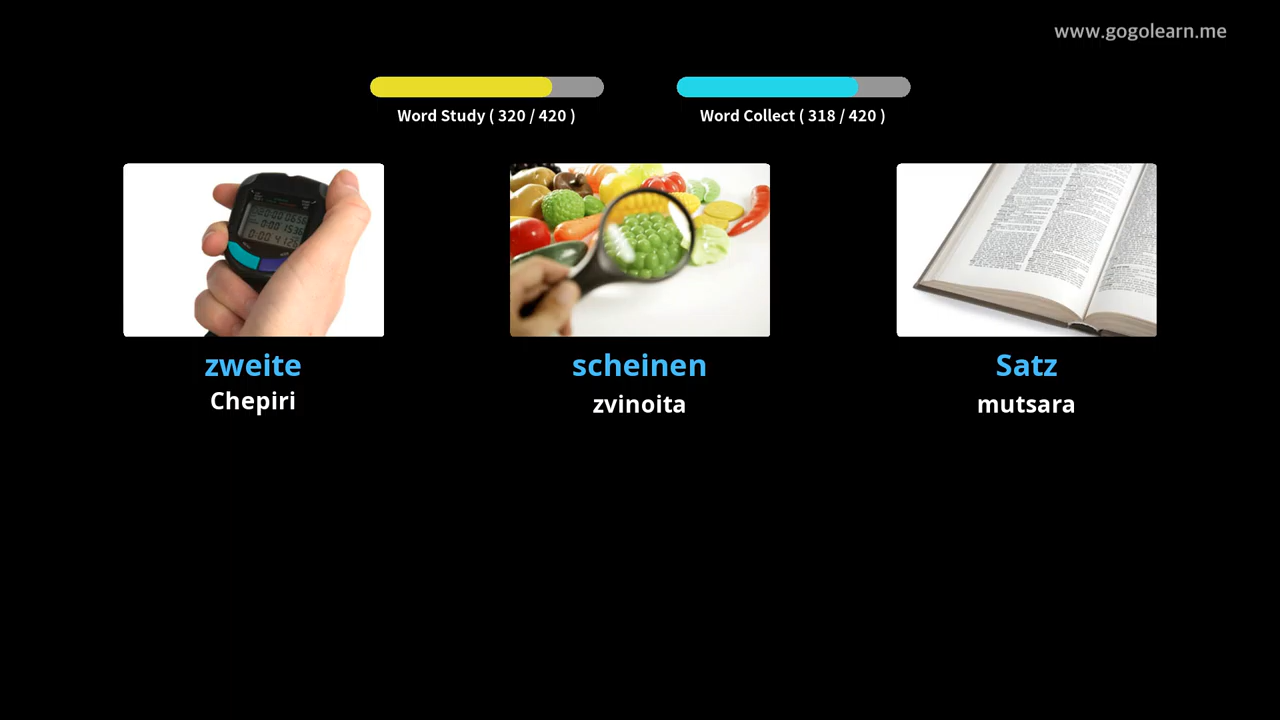 www.gogolearn.me
Word Study ( 320 / 420 )
Word Collect ( 318 / 420 )
zweite
Chepiri
scheinen
zvinoita
Satz
mutsara